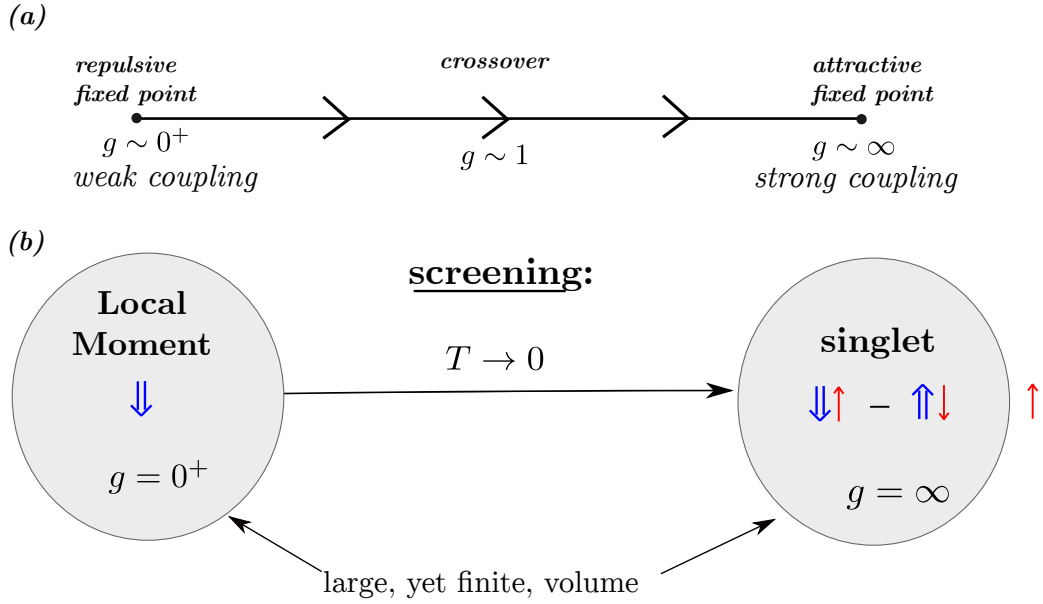 (a)
repulsive
fixed point
crossover
attractive
fixed point
g ∼ 0⁺
weak coupling
g ∼ 1
g ∼ ∞
strong coupling
(b)
Local
Moment
⇓
g = 0⁺
screening:
T → 0
singlet
⇓↑ − ⇑↓ ↑
g = ∞
large, yet finite, volume